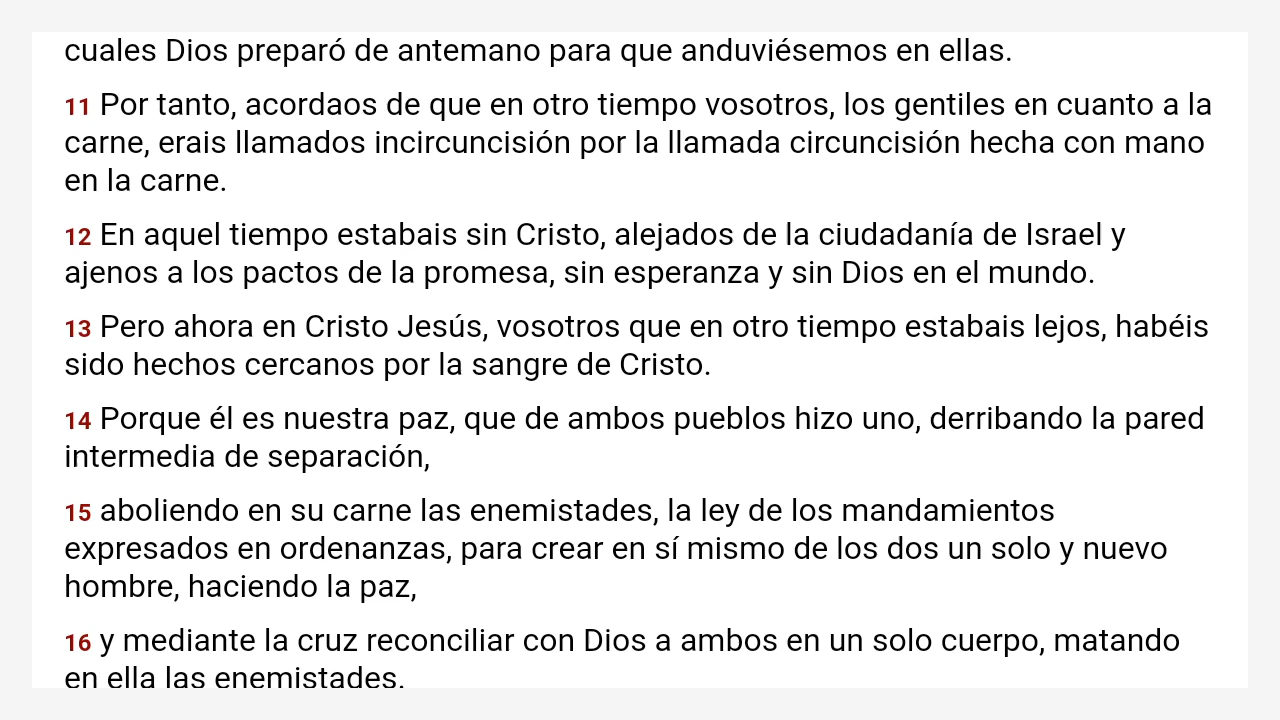 cuales Dios preparó de antemano para que anduviésemos en ellas.
11 Por tanto, acordaos de que en otro tiempo vosotros, los gentiles en cuanto a la
carne, erais llamados incircuncisión por la llamada circuncisión hecha con mano
en la carne.
12 En aquel tiempo estabais sin Cristo, alejados de la ciudadanía de Israel y
ajenos a los pactos de la promesa, sin esperanza y sin Dios en el mundo.
13 Pero ahora en Cristo Jesús, vosotros que en otro tiempo estabais lejos, habéis
sido hechos cercanos por la sangre de Cristo.
14 Porque él es nuestra paz, que de ambos pueblos hizo uno, derribando la pared
intermedia de separación,
15 aboliendo en su carne las enemistades, la ley de los mandamientos
expresados en ordenanzas, para crear en sí mismo de los dos un solo y nuevo
hombre, haciendo la paz,
16 y mediante la cruz reconciliar con Dios a ambos en un solo cuerpo, matando
en ella las enemistades.